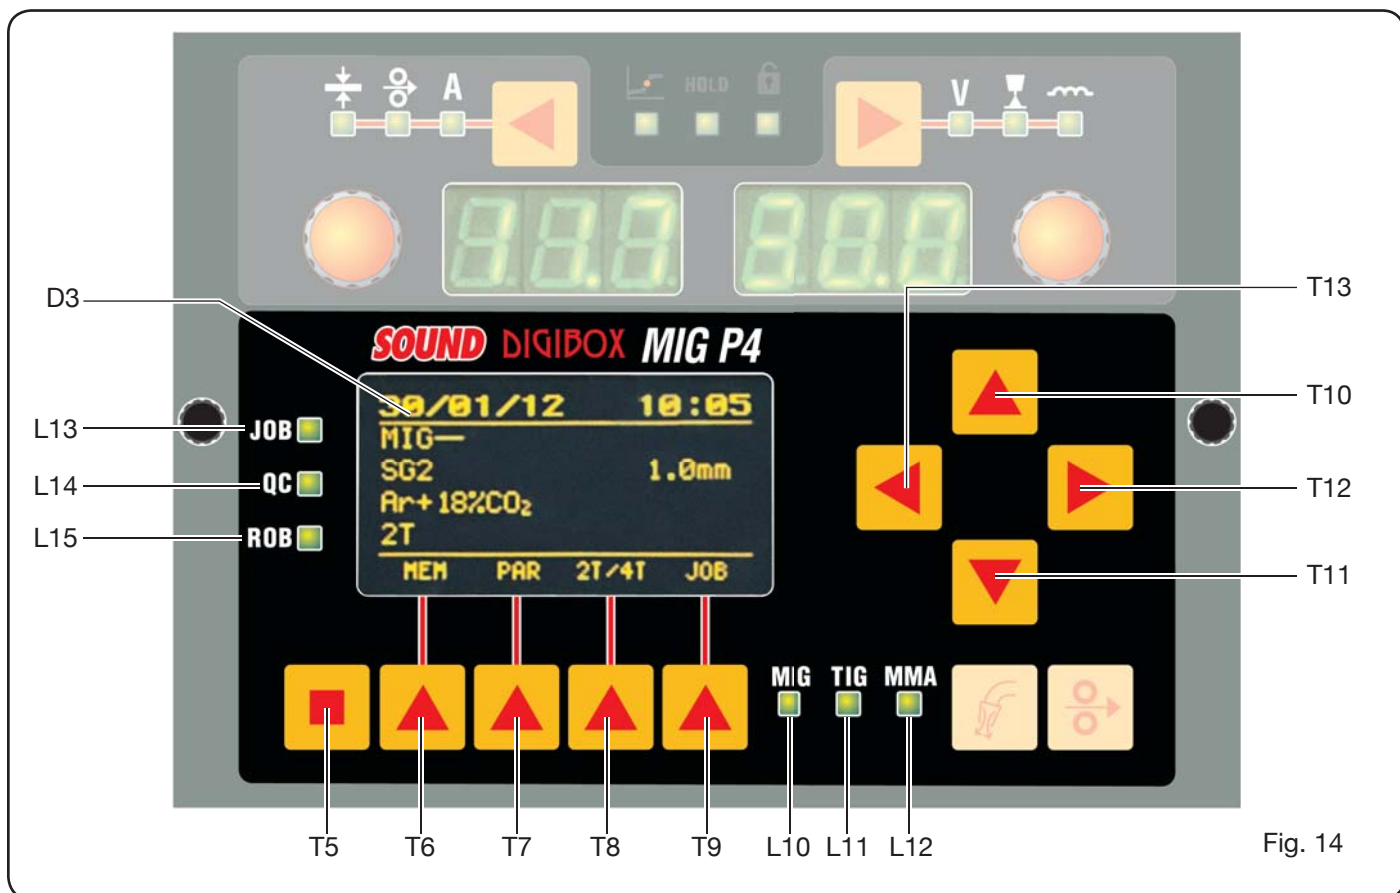 A
HOLD
V
D3
SOUND DIGIBOX MIG P4
30/01/12 10:05
MIG
SG2 1.0mm
Ar+18%CO₂
2T
MEM PAR 2T/4T JOB
L13
JOB
L14
QC
L15
ROB
T13
T10
T12
T11
MIG TIG MMA
T5 T6 T7 T8 T9 L10 L11 L12
Fig. 14